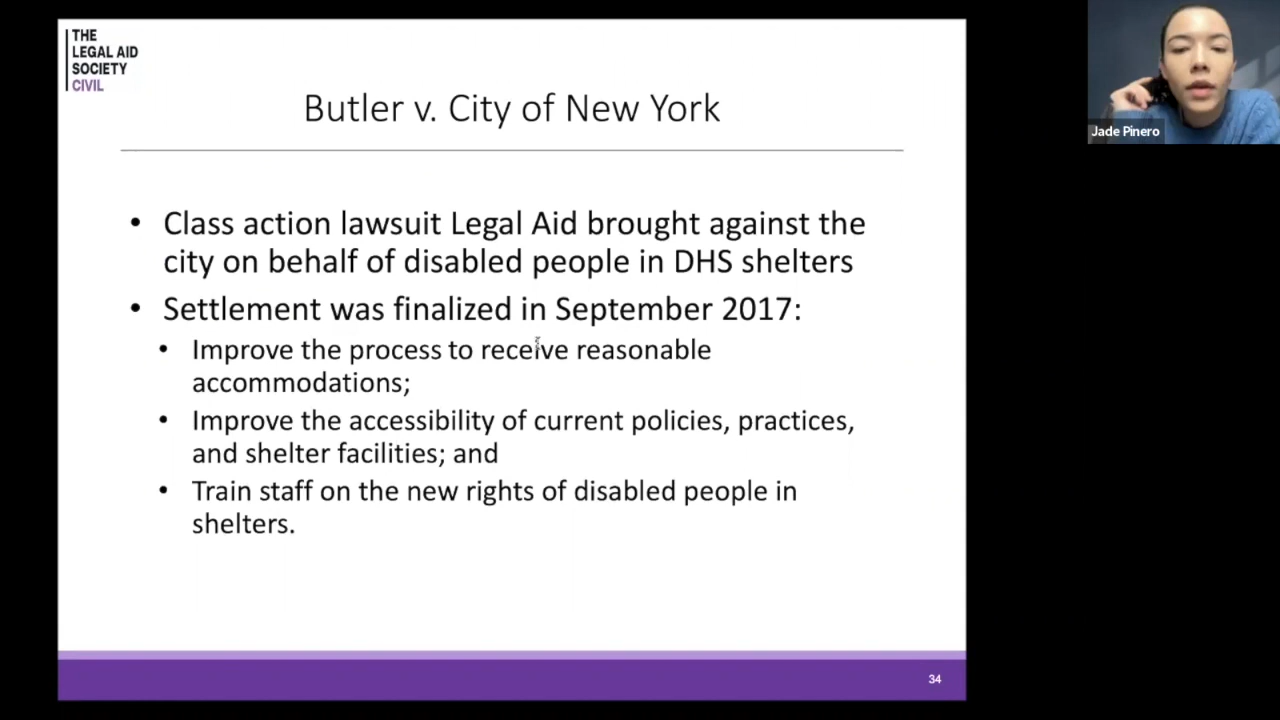 THE
LEGAL AID
SOCIETY
CIVIL
Butler v. City of New York
• Class action lawsuit Legal Aid brought against the
city on behalf of disabled people in DHS shelters
• Settlement was finalized in September 2017:
• Improve the process to receive reasonable
accommodations;
• Improve the accessibility of current policies, practices,
and shelter facilities; and
• Train staff on the new rights of disabled people in
shelters.
34
Jade Pinero